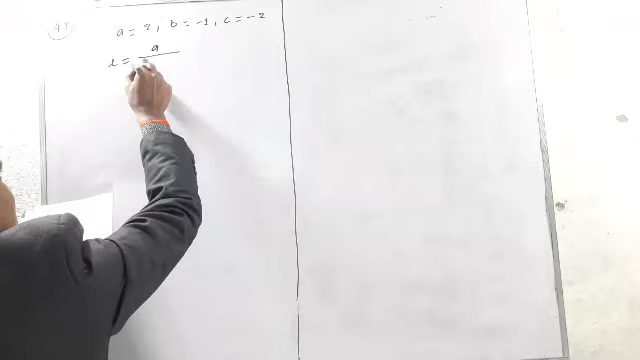 47
a = 2, b = -1, c = -2
l = a